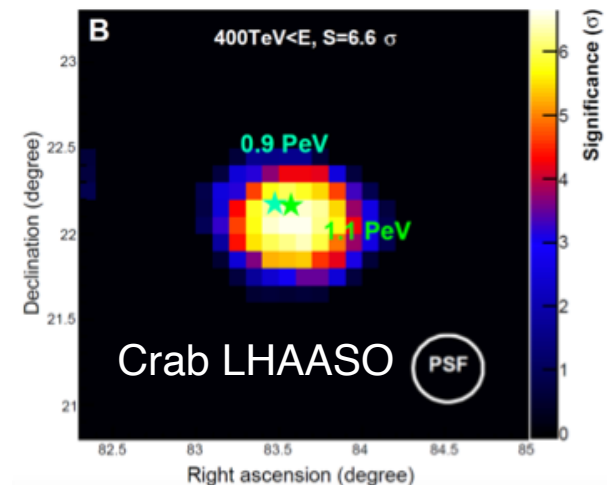 B
400TeV<E, S=6.6 σ
0.9 PeV
1.1 PeV
Crab LHAASO
PSF
Declination (degree)
23
22.5
22
21.5
21
82.5 83 83.5 84 84.5 85
Right ascension (degree)
Significance (σ)
6
5
4
3
2
1
0